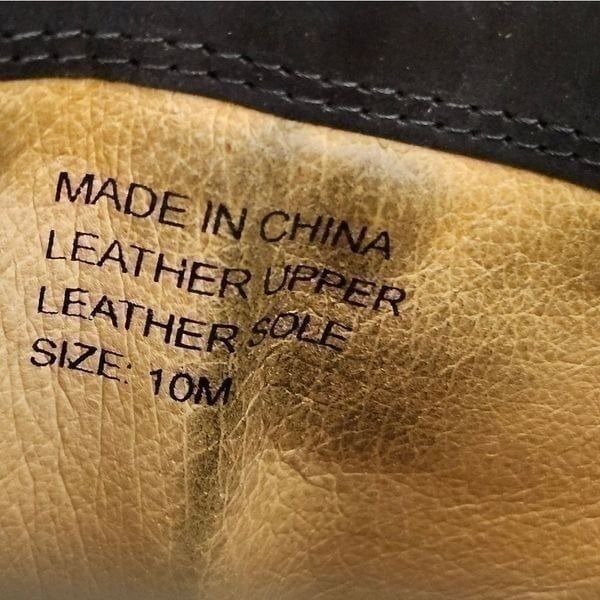 MADE IN CHINA
LEATHER UPPER
LEATHER SOLE
SIZE: 10M